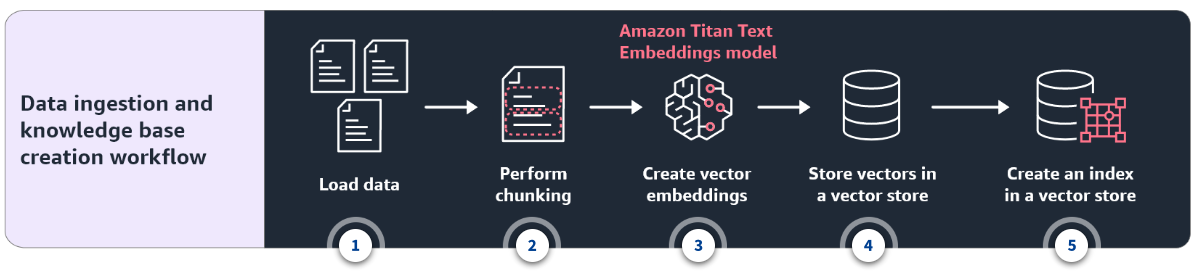 Data ingestion and
knowledge base
creation workflow
Amazon Titan Text
Embeddings model
Load data
Perform
chunking
Create vector
embeddings
Store vectors in
a vector store
Create an index
in a vector store
1
2
3
4
5